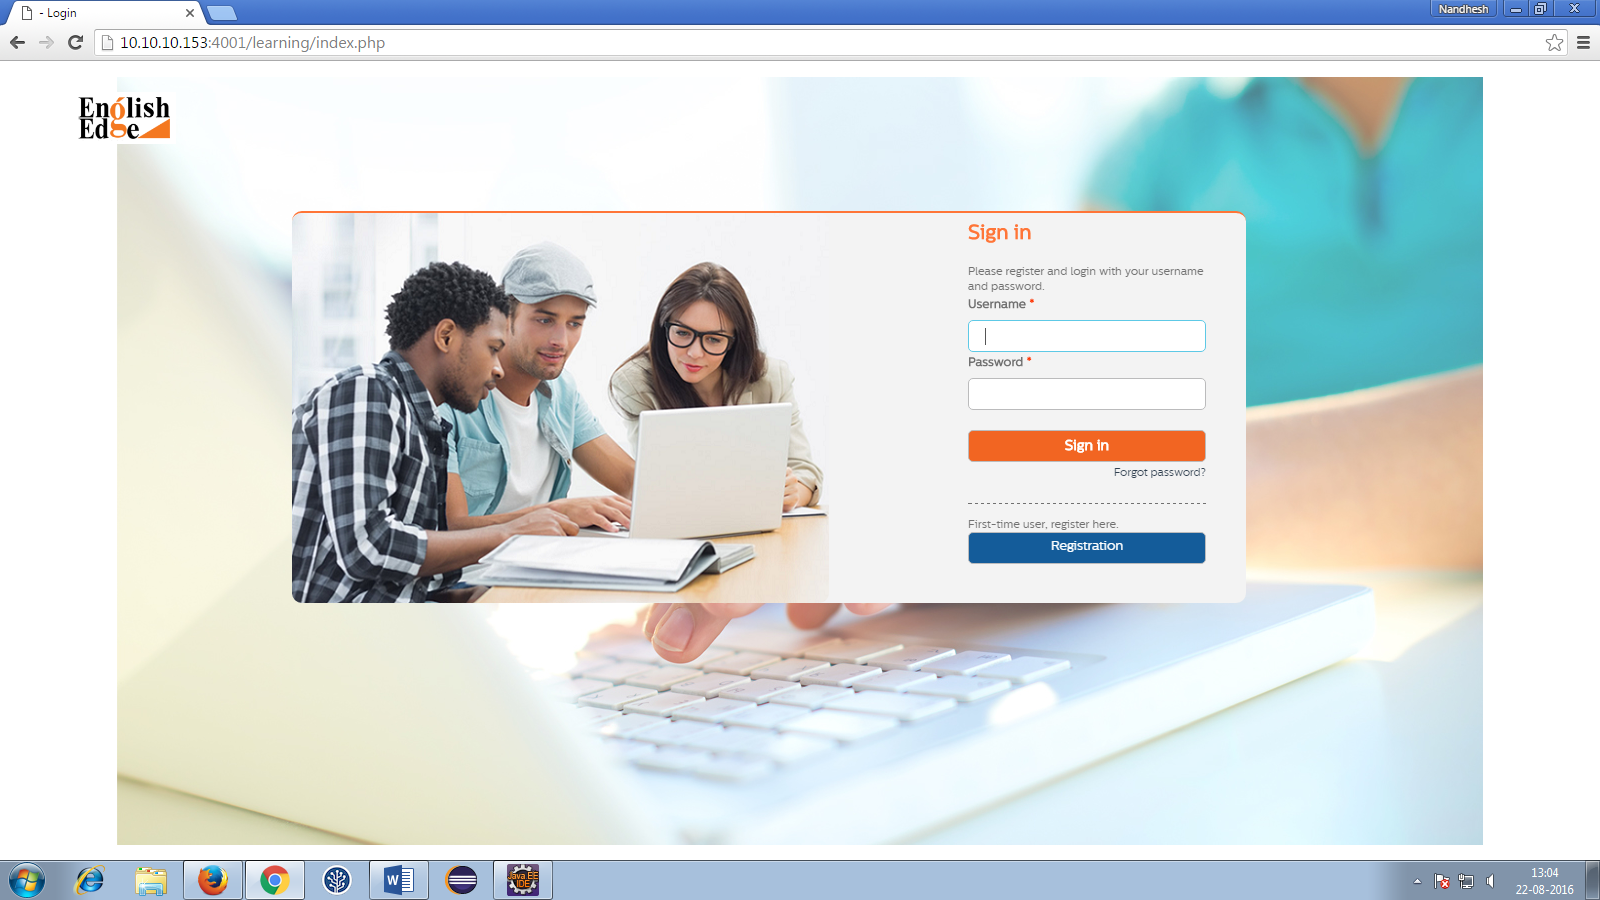 - Login
Nandhesh
10.10.10.153:4001/learning/index.php
English
Edge
Sign in
Please register and login with your username
and password.
Username *
Password *
Sign in
Forgot password?
First-time user, register here.
Registration
W
Java EE
IDE
13:04
22-08-2016